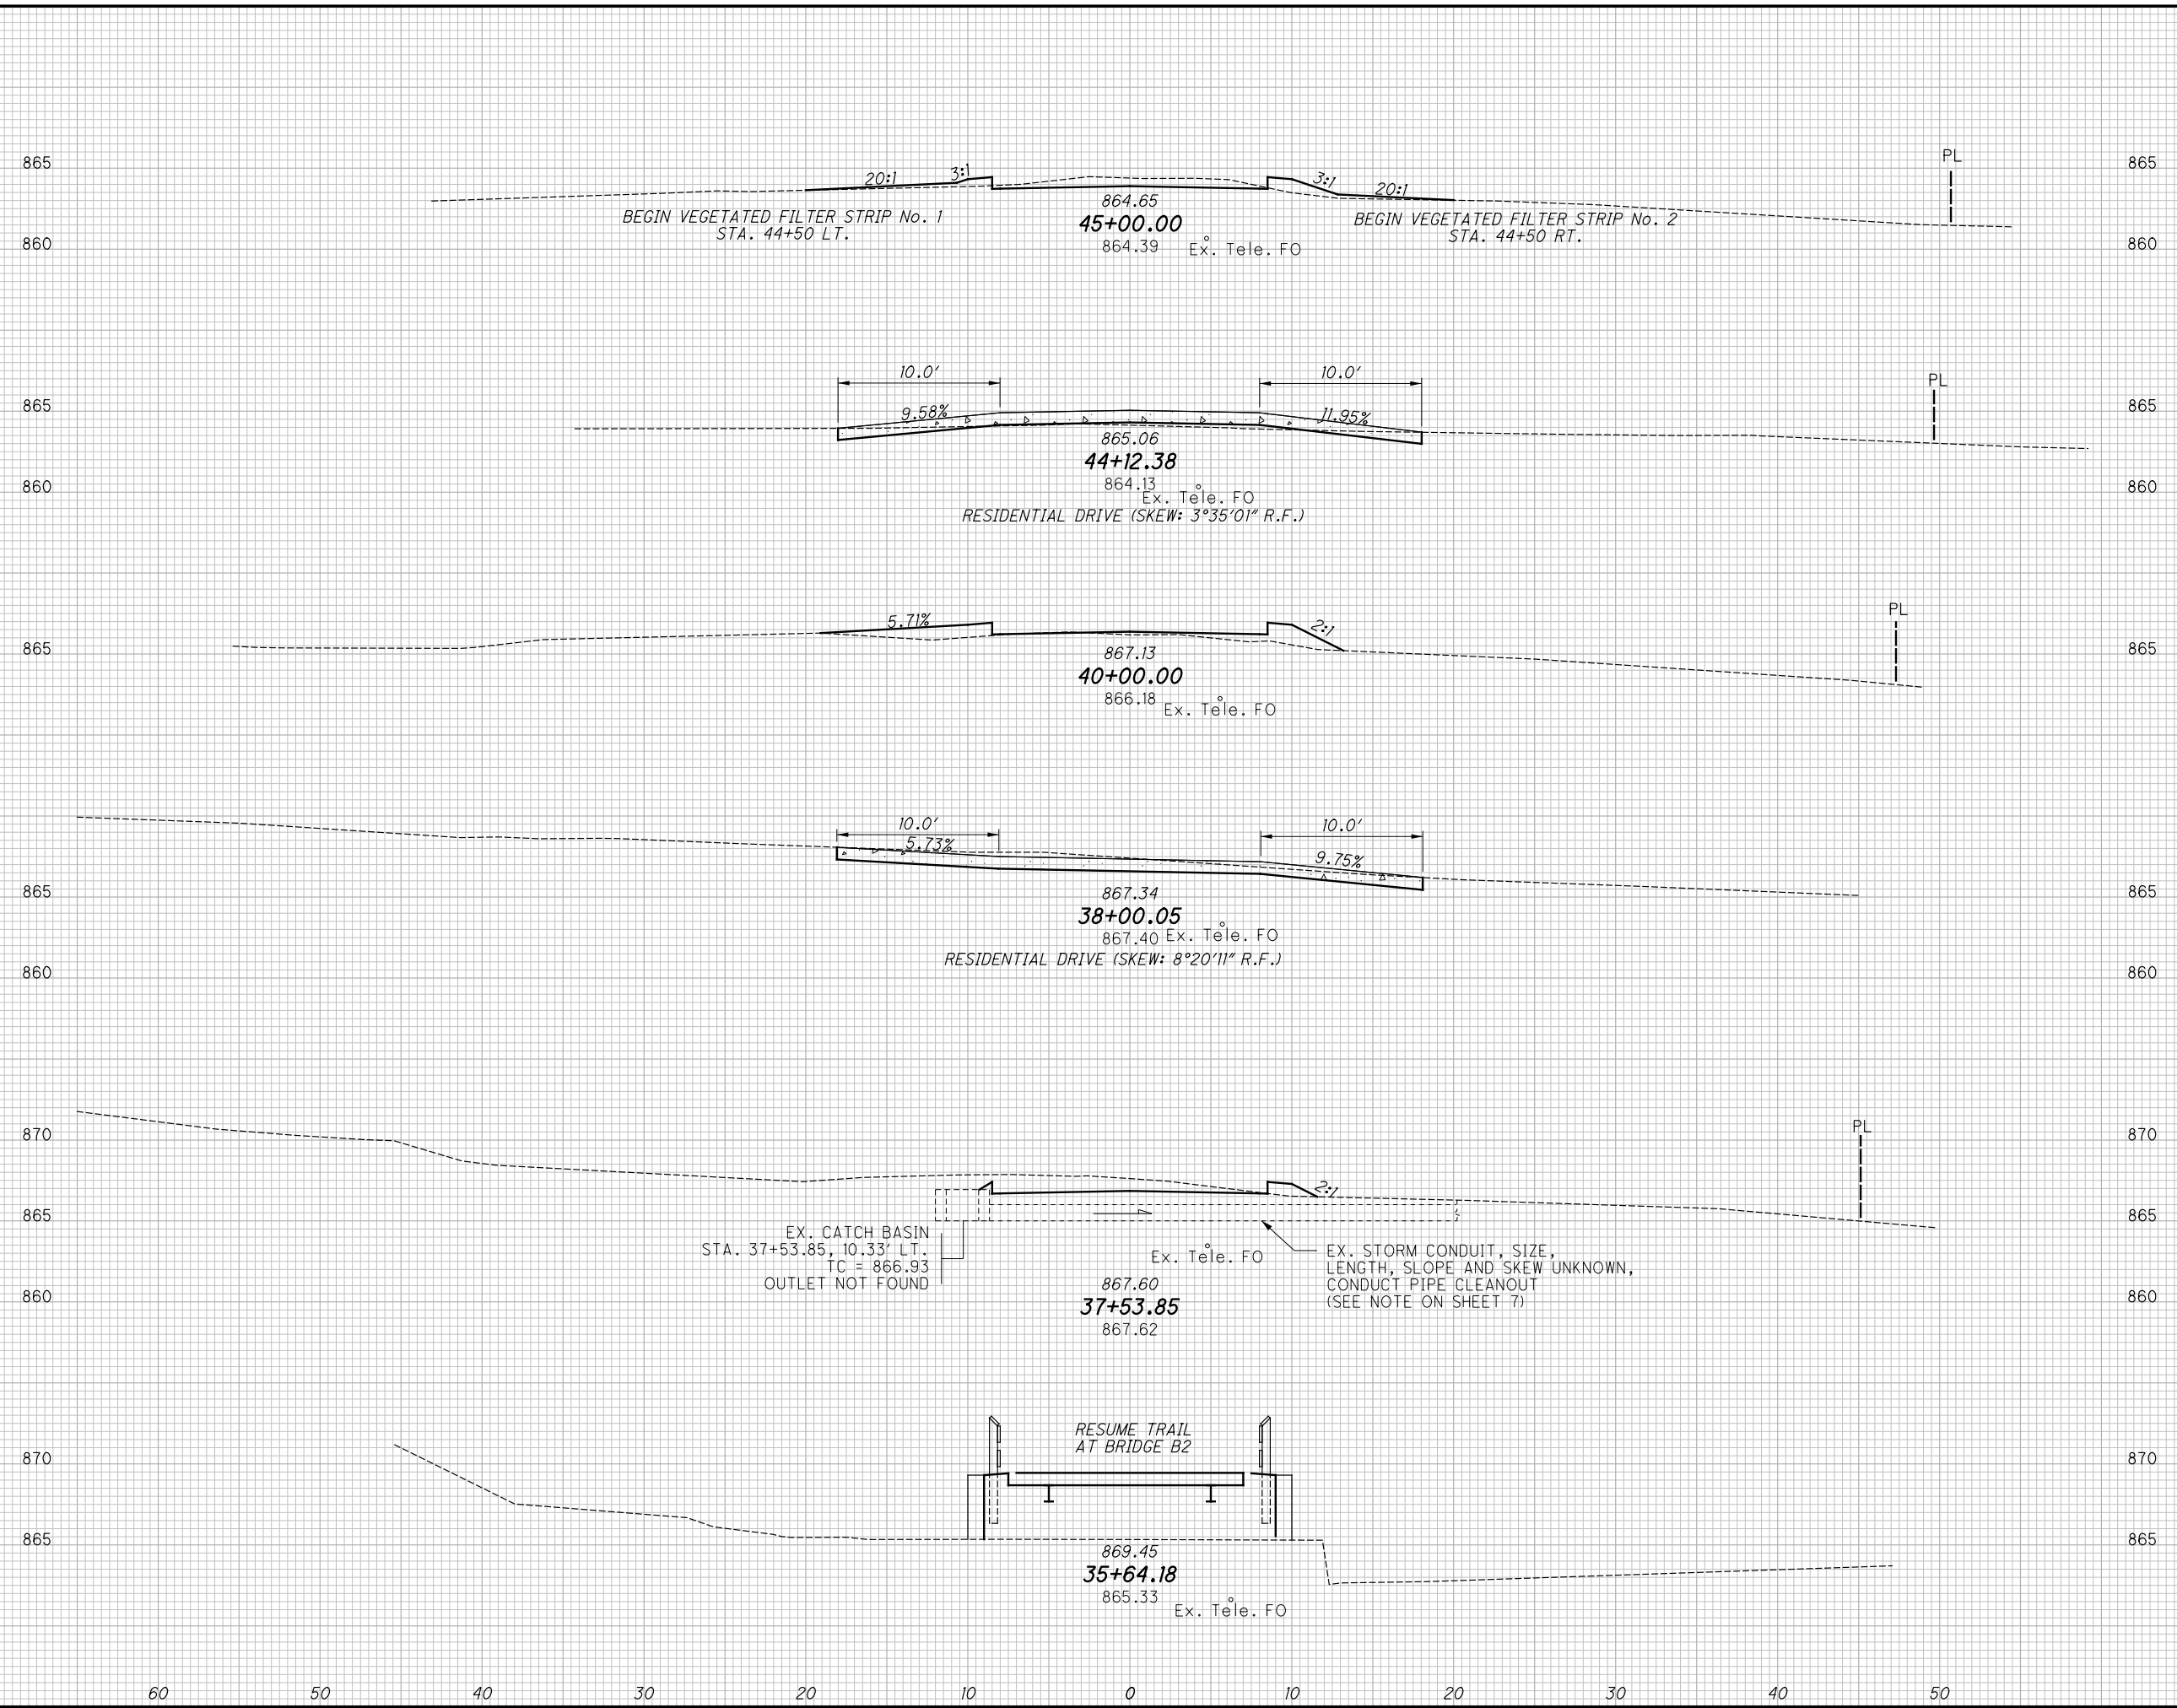 PL
865
20:1
3:1
3:1
20:1
865
BEGIN VEGETATED FILTER STRIP No. 1
STA. 44+50 LT.
864.65
45+00.00
864.39
Ex. Tele. FO
BEGIN VEGETATED FILTER STRIP No. 2
STA. 44+50 RT.
860
860
10.0'
10.0'
PL
865
9.58%
11.95%
865
865.06
44+12.38
864.13
Ex. Tele. FO
RESIDENTIAL DRIVE (SKEW: 3°35'01" R.F.)
860
860
PL
5.71%
2:1
865
865
867.13
40+00.00
866.18
Ex. Tele. FO
10.0'
10.0'
5.73%
9.75%
865
865
867.34
38+00.05
867.40
Ex. Tele. FO
RESIDENTIAL DRIVE (SKEW: 8°20'11" R.F.)
860
860
PL
870
870
2:1
865
865
EX. CATCH BASIN
STA. 37+53.85, 10.33' LT.
TC = 866.93
OUTLET NOT FOUND
Ex. Tele. FO
EX. STORM CONDUIT, SIZE,
LENGTH, SLOPE AND SKEW UNKNOWN,
CONDUCT PIPE CLEANOUT
(SEE NOTE ON SHEET 7)
867.60
37+53.85
867.62
860
860
RESUME TRAIL
AT BRIDGE B2
870
870
865
865
869.45
35+64.18
865.33
Ex. Tele. FO
60 50 40 30 20 10 0 10 20 30 40 50